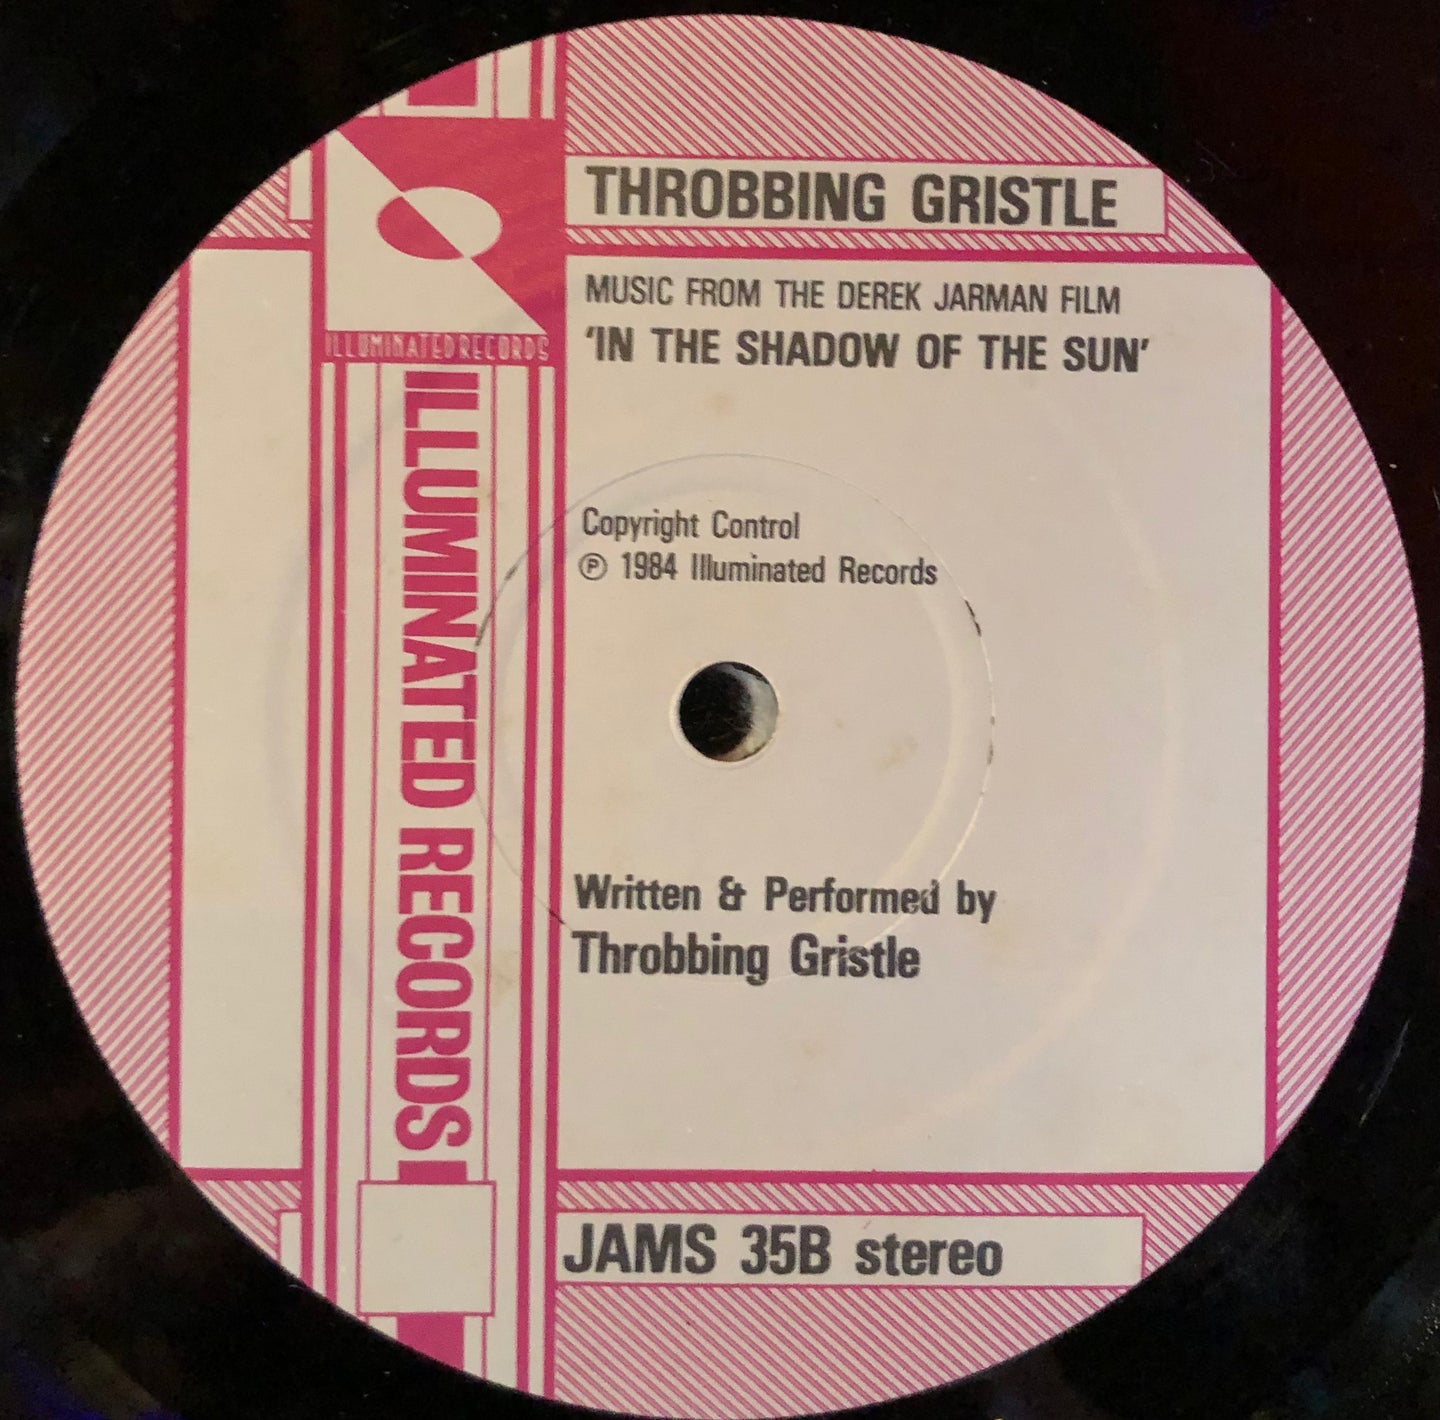 THROBBING GRISTLE
MUSIC FROM THE DEREK JARMAN FILM
'IN THE SHADOW OF THE SUN'
ILLUMINATED RECORDS
ILLUMINATED RECORDS
Copyright Control
℗ 1984 Illuminated Records
Written & Performed by
Throbbing Gristle
JAMS 35B stereo